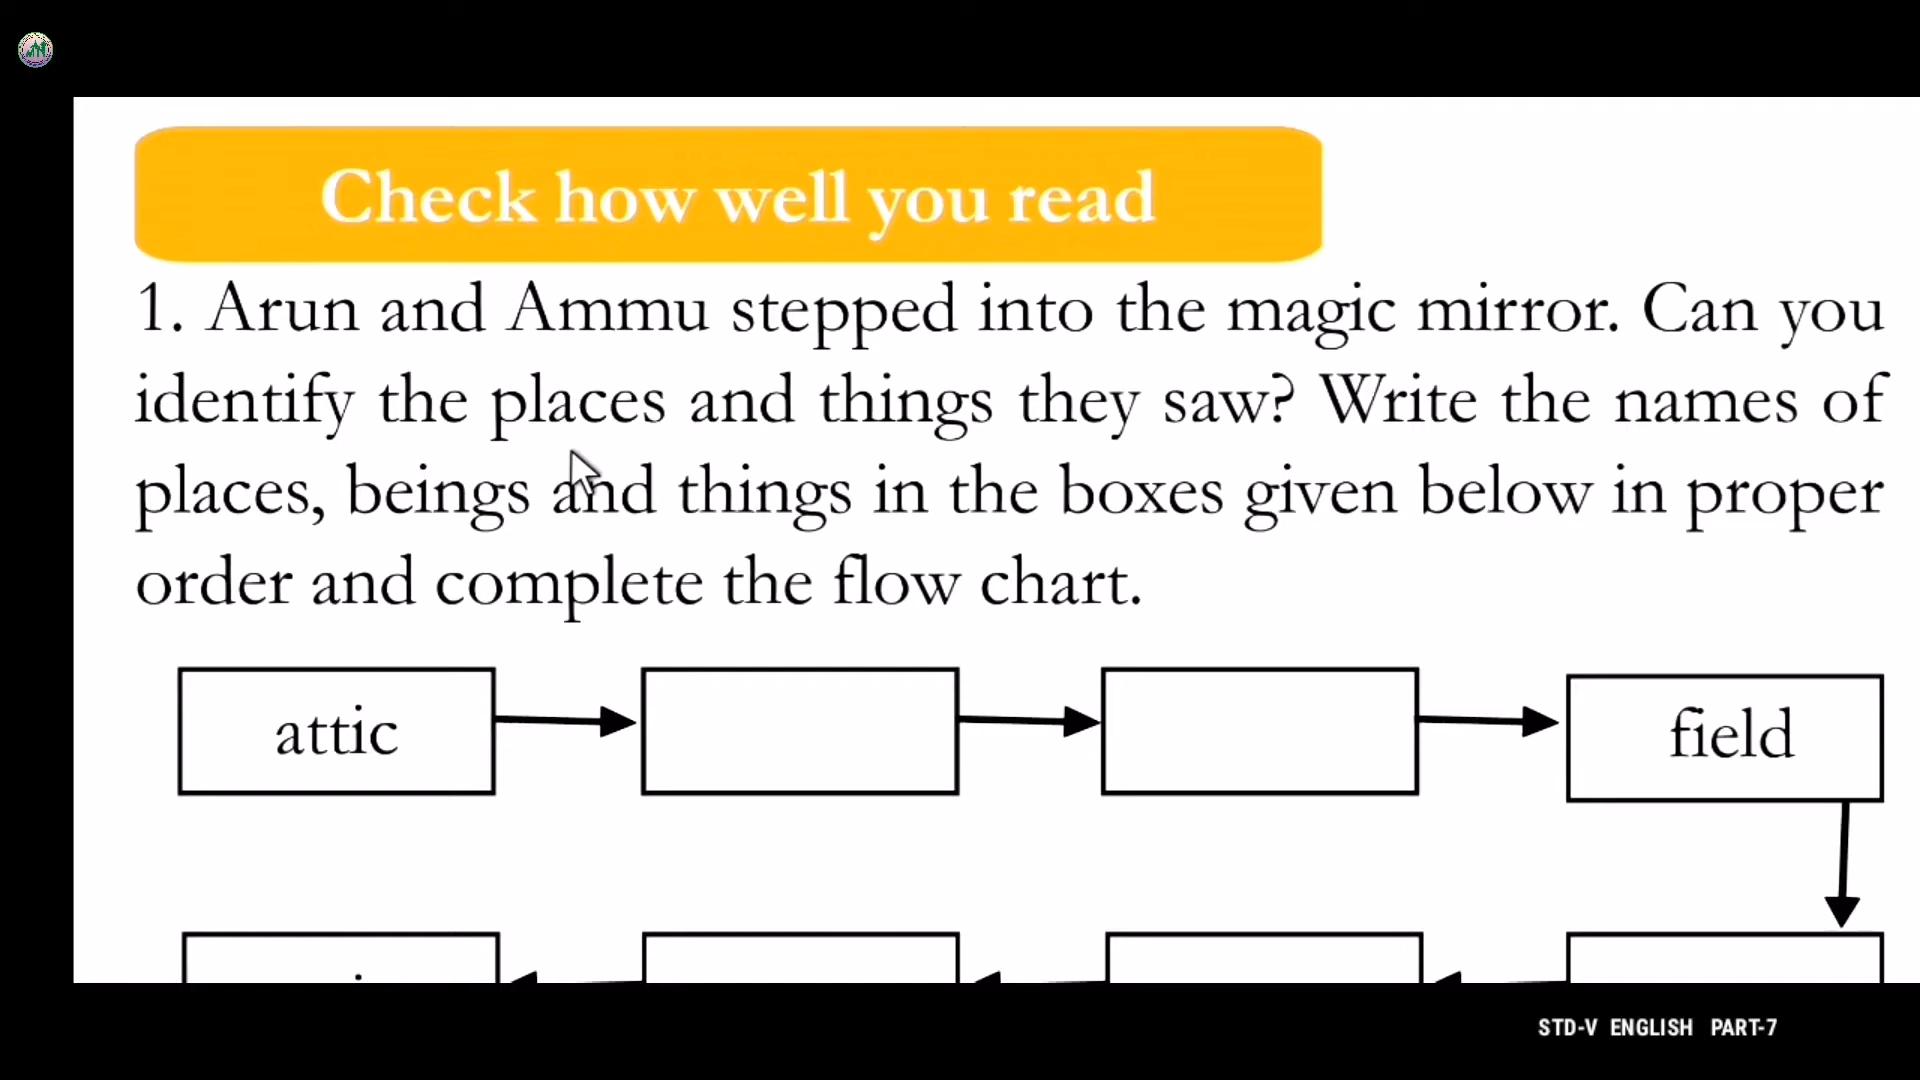 Check how well you read
1. Arun and Ammu stepped into the magic mirror. Can you
identify the places and things they saw? Write the names of
places, beings and things in the boxes given below in proper
order and complete the flow chart.
attic
field
STD-V ENGLISH PART-7